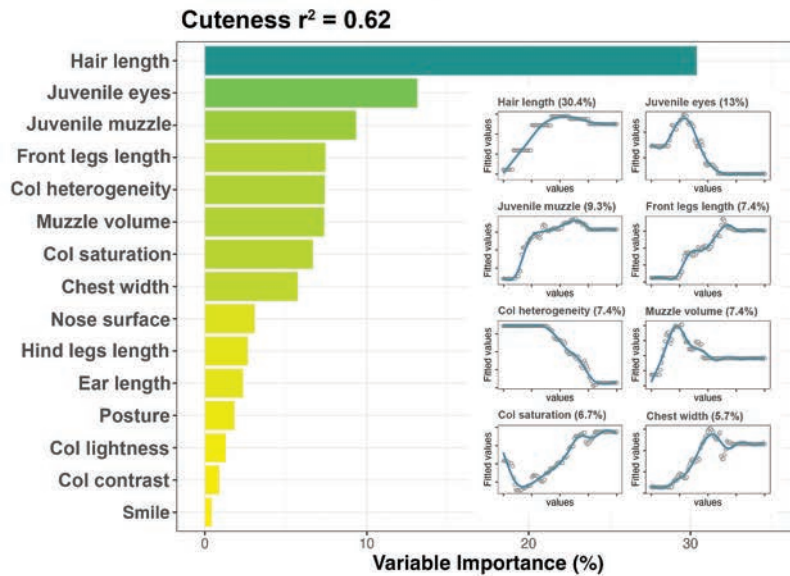 Cuteness r² = 0.62
Hair length
Juvenile eyes
Juvenile muzzle
Front legs length
Col heterogeneity
Muzzle volume
Col saturation
Chest width
Nose surface
Hind legs length
Ear length
Posture
Col lightness
Col contrast
Smile
0 10 20 30
Variable Importance (%)
Hair length (30.4%)
Fitted values
values
Juvenile eyes (13%)
Fitted values
values
Juvenile muzzle (9.3%)
Fitted values
values
Front legs length (7.4%)
Fitted values
values
Col heterogeneity (7.4%)
Fitted values
values
Muzzle volume (7.4%)
Fitted values
values
Col saturation (6.7%)
Fitted values
values
Chest width (5.7%)
Fitted values
values